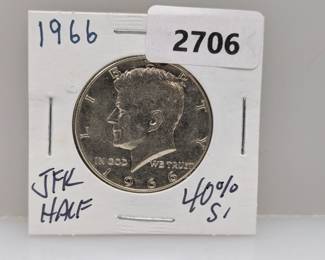 1966
2706
LIBERTY
IN GOD WE TRUST
1966
JFK
HALF
40%
Si